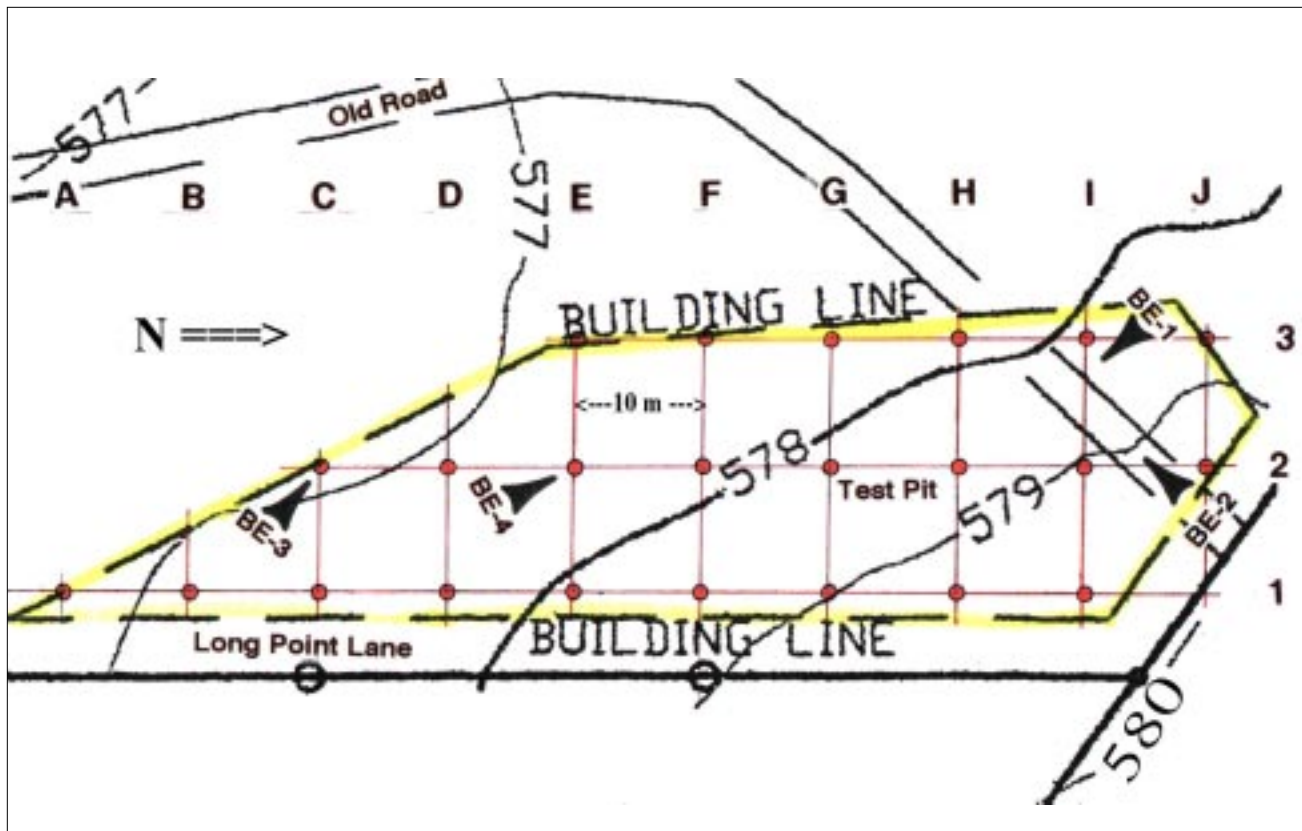 577
Old Road
A B C D E F G H I J
577
BUILDING LINE
BE-1
N ===>
3
<---10 m --->
578
2
BE-4
Test Pit
579
BE-3
BE-2
1
Long Point Lane
BUILDING LINE
580